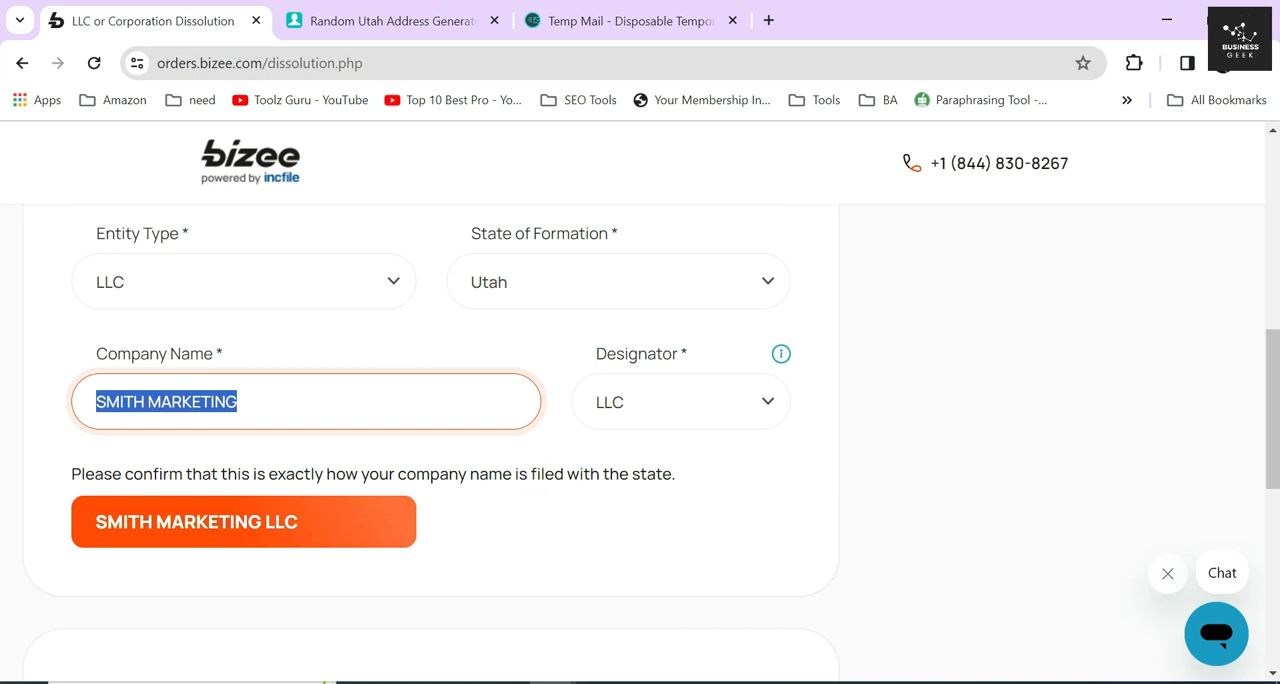 LLC or Corporation Dissolution
Random Utah Address Generat
Temp Mail - Disposable Tempo
BUSINESS
GEEK
orders.bizee.com/dissolution.php
Apps
Amazon
need
Toolz Guru - YouTube
Top 10 Best Pro - Yo...
SEO Tools
Your Membership In...
Tools
BA
Paraphrasing Tool -...
All Bookmarks
bizee
powered by incfile
+1 (844) 830-8267
Entity Type *
State of Formation *
LLC
Utah
Company Name *
Designator *
SMITH MARKETING
LLC
Please confirm that this is exactly how your company name is filed with the state.
SMITH MARKETING LLC
Chat